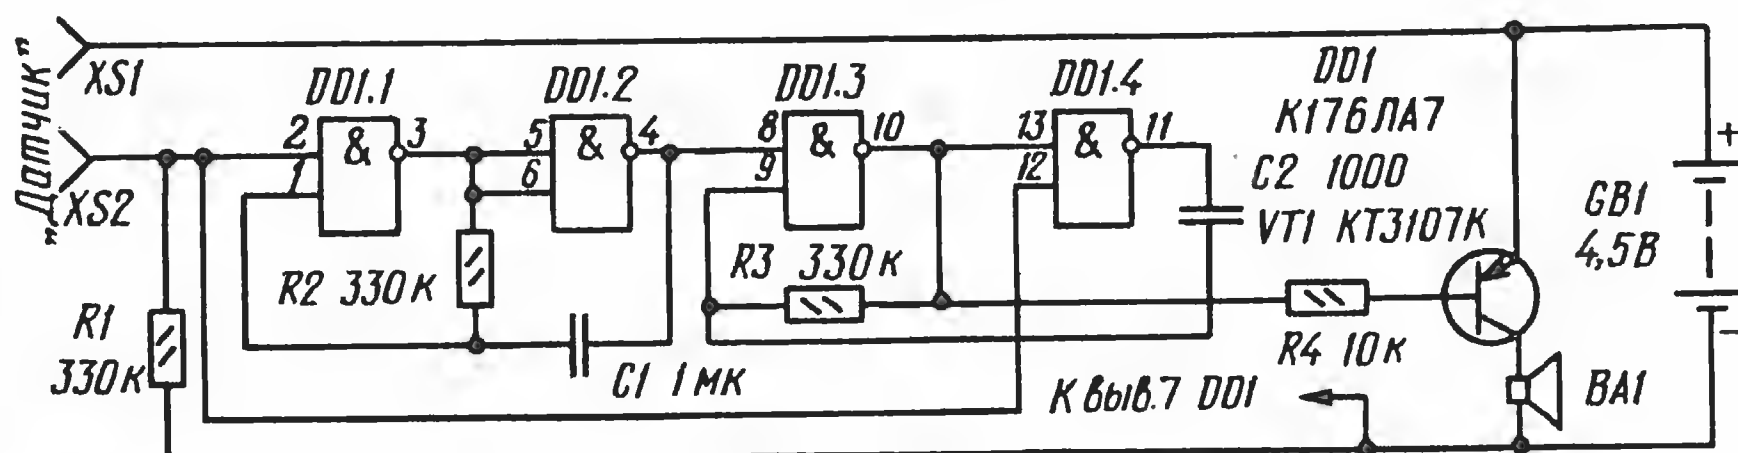 „Датчик”
XS1
XS2
DD1.1
DD1.2
DD1.3
DD1.4
DD1
К176ЛА7
2
1
3
5
6
4
8
9
10
13
12
11
C2 1000
VT1 КТ3107К
GB1
4,5В
+
−
R1
330к
R2 330к
R3 330к
C1 1мк
R4 10к
К выв.7 DD1
BA1
&
&
&
&